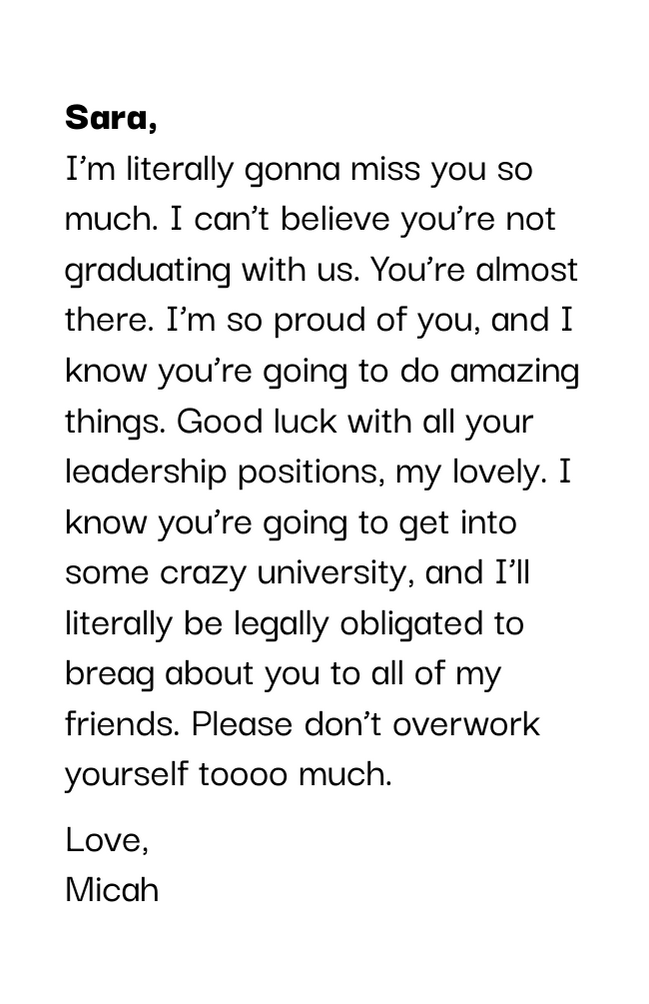 Sara,
I’m literally gonna miss you so
much. I can’t believe you’re not
graduating with us. You’re almost
there. I’m so proud of you, and I
know you’re going to do amazing
things. Good luck with all your
leadership positions, my lovely. I
know you’re going to get into
some crazy university, and I’ll
literally be legally obligated to
breag about you to all of my
friends. Please don’t overwork
yourself toooo much.
Love,
Micah